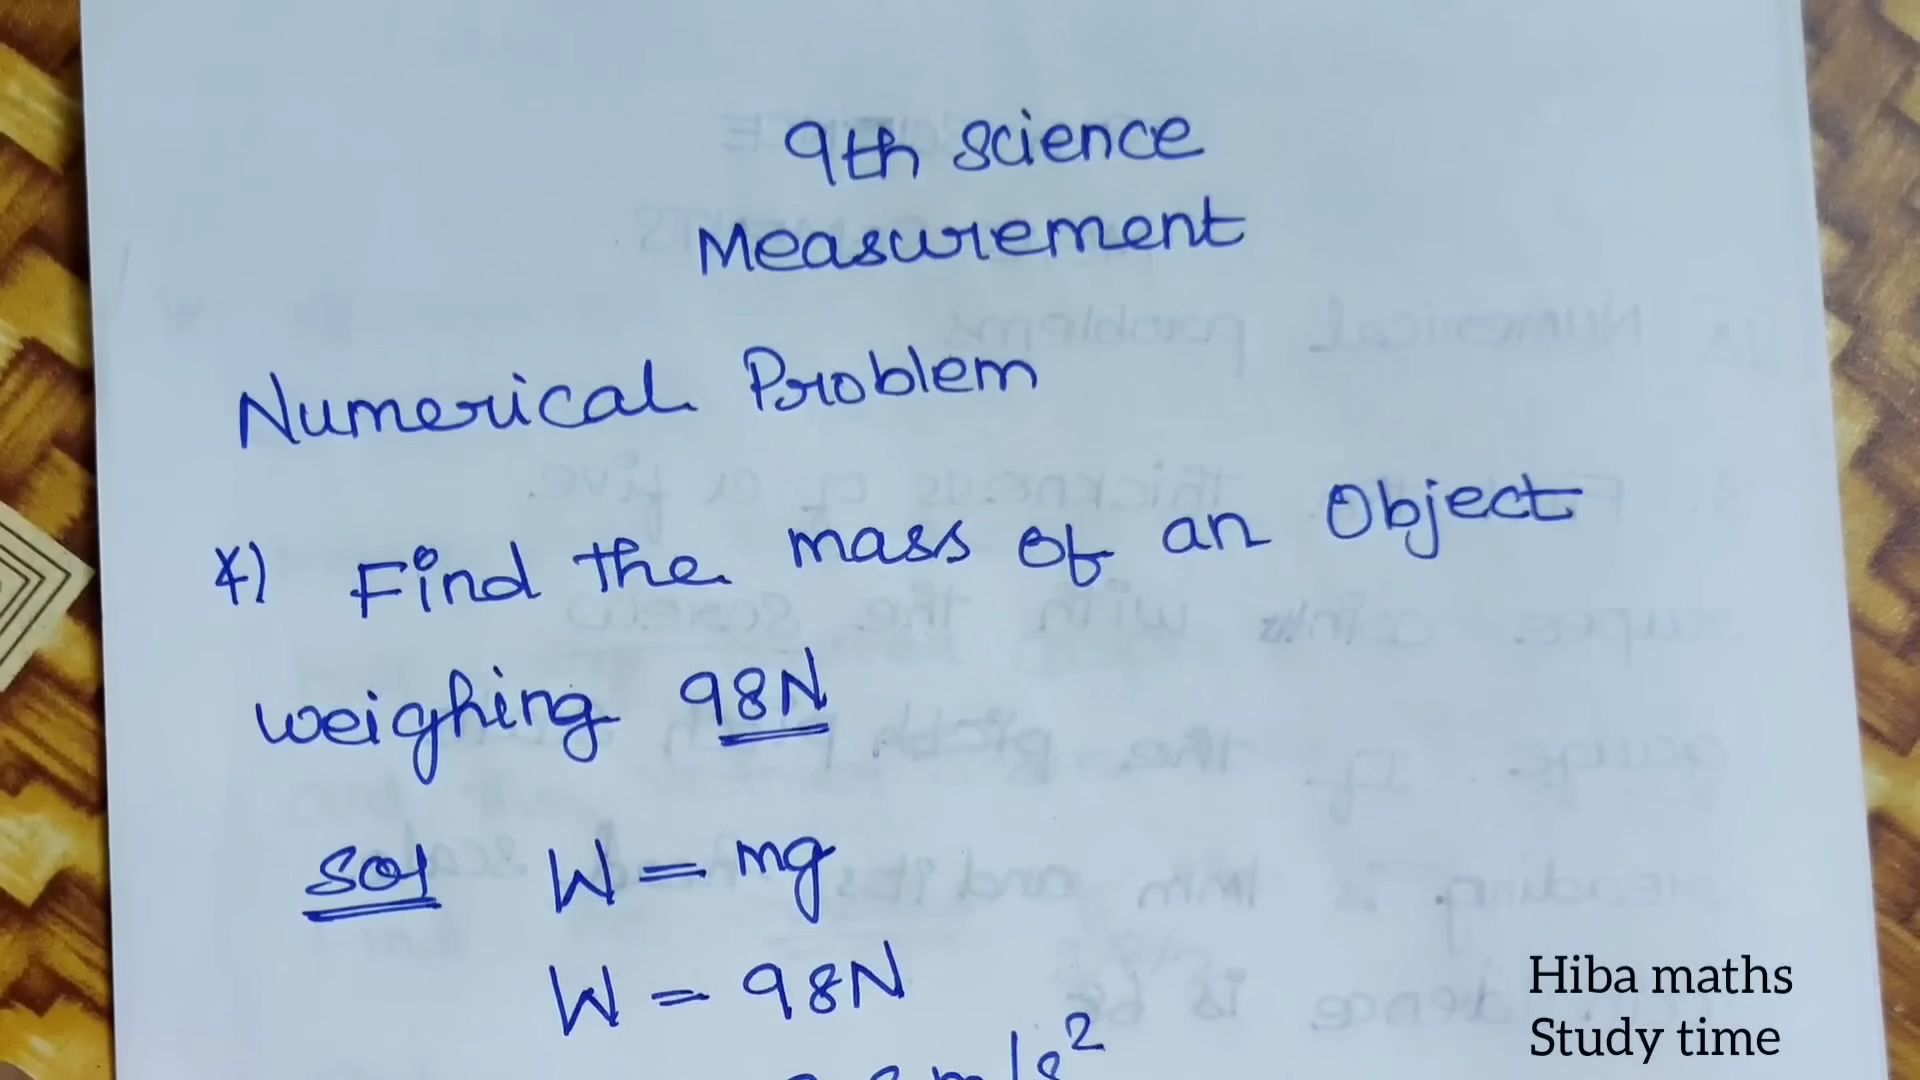 9th Science
Measurement
Numerical Problem
*) Find the mass of an Object
weighing 98N
Sol W = mg
W = 98N
m/s²
Hiba maths
Study time